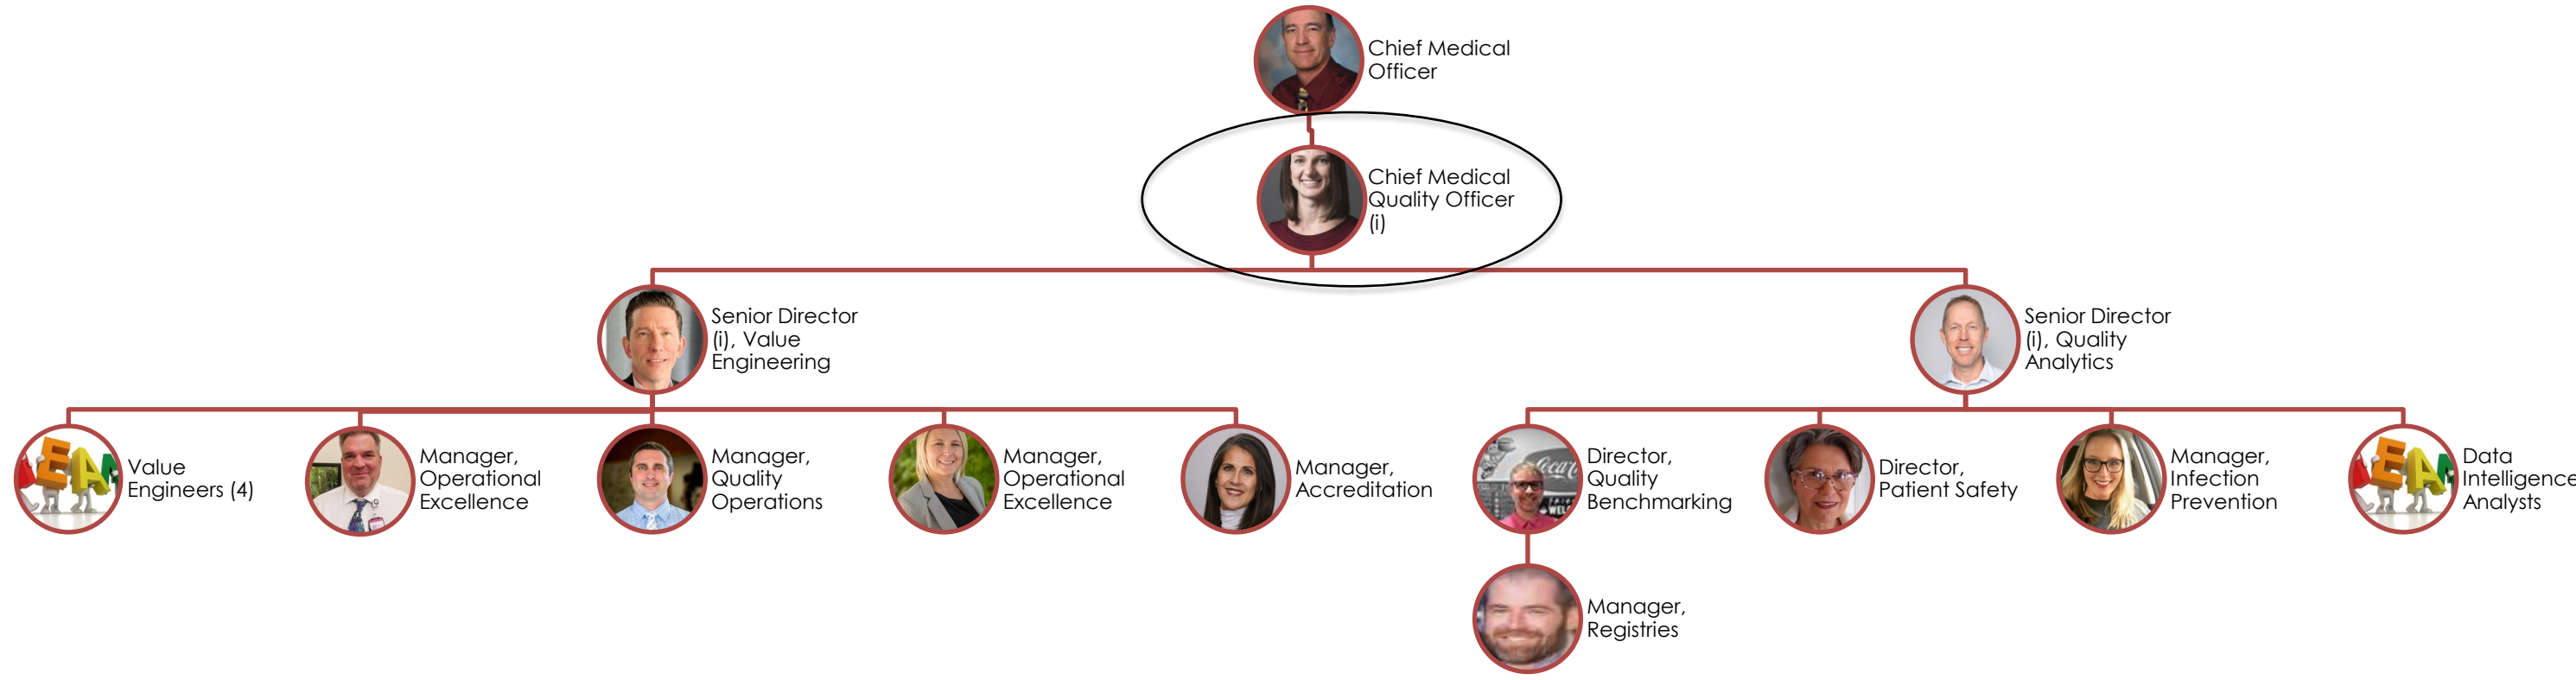 Chief Medical
Officer
Chief Medical
Quality Officer
(i)
Senior Director
(i), Value
Engineering
Senior Director
(i), Quality
Analytics
Value
Engineers (4)
Manager,
Operational
Excellence
Manager,
Quality
Operations
Manager,
Operational
Excellence
Manager,
Accreditation
Director,
Quality
Benchmarking
Director,
Patient Safety
Manager,
Infection
Prevention
Data
Intelligence
Analysts
Manager,
Registries